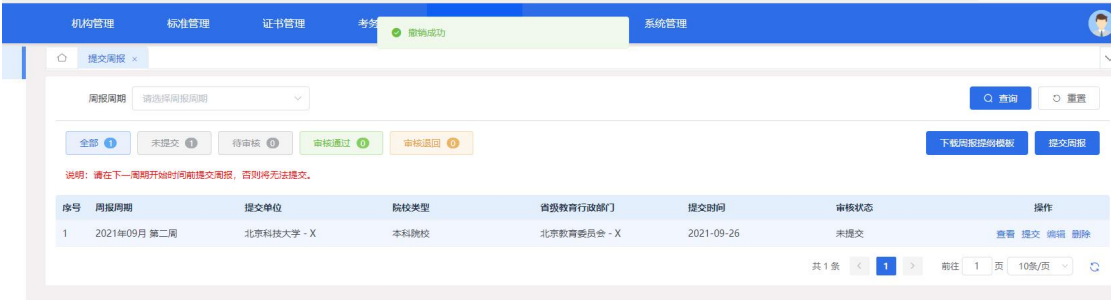 机构管理 标准管理 证书管理 考务 系统管理
撤销成功
提交周报 ×
周报周期 请选择周报周期 查询 重置
全部 1 未提交 1 待审核 0 审核通过 0 审核退回 0 下载周报提纲模板 提交周报
说明：请在下一周期开始时间前提交周报，否则将无法提交。
序号 周报周期 提交单位 院校类型 省级教育行政部门 提交时间 审核状态 操作
1 2021年09月 第二周 北京科技大学 - X 本科院校 北京教育委员会 - X 2021-09-26 未提交 查看 提交 编辑 删除
共 1 条 < 1 > 前往 1 页 10条/页